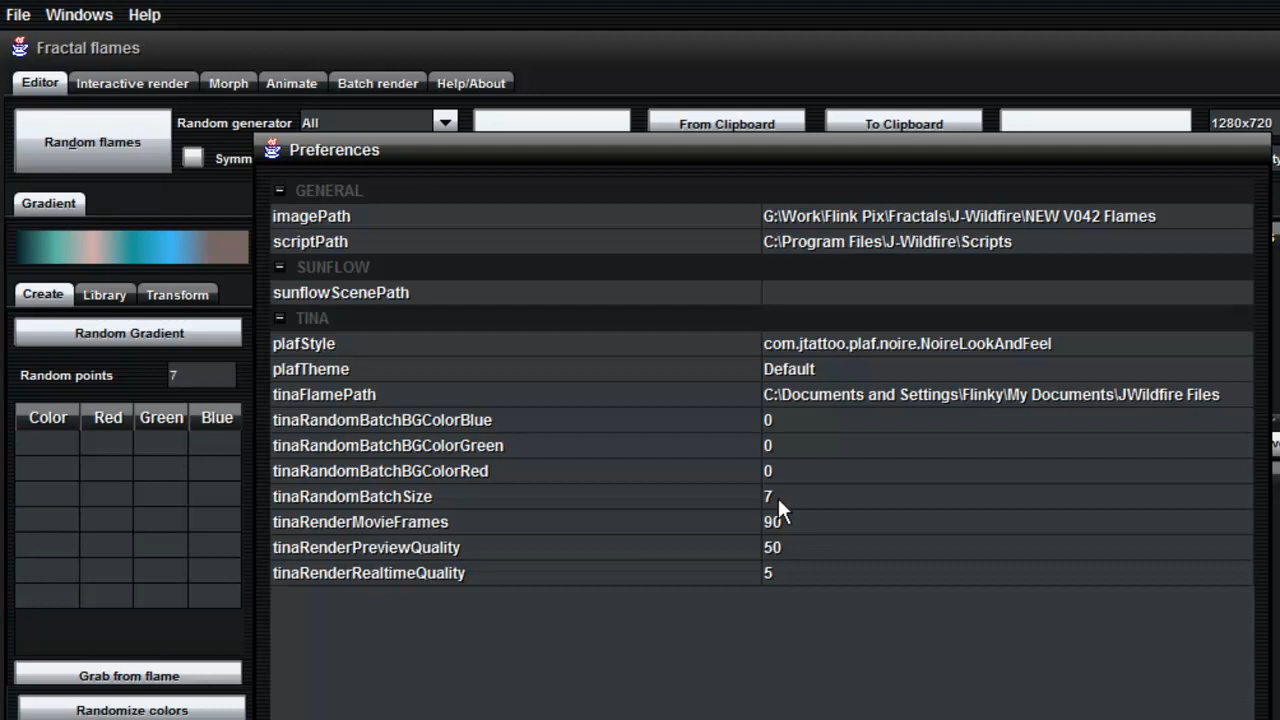 File Windows Help
Fractal flames
Editor Interactive render Morph Animate Batch render Help/About
Random flames Random generator All From Clipboard To Clipboard 1280x720
Symm
Preferences
Gradient
GENERAL
imagePath G:\Work\Flink Pix\Fractals\J-Wildfire\NEW V042 Flames
scriptPath C:\Program Files\J-Wildfire\Scripts
SUNFLOW
sunflowScenePath
TINA
plafStyle com.jtattoo.plaf.noire.NoireLookAndFeel
plafTheme Default
tinaFlamePath C:\Documents and Settings\Flinky\My Documents\JWildfire Files
tinaRandomBatchBGColorBlue 0
tinaRandomBatchBGColorGreen 0
tinaRandomBatchBGColorRed 0
tinaRandomBatchSize 7
tinaRenderMovieFrames 90
tinaRenderPreviewQuality 50
tinaRenderRealtimeQuality 5
Create Library Transform
Random Gradient
Random points 7
Color Red Green Blue
Grab from flame
Randomize colors